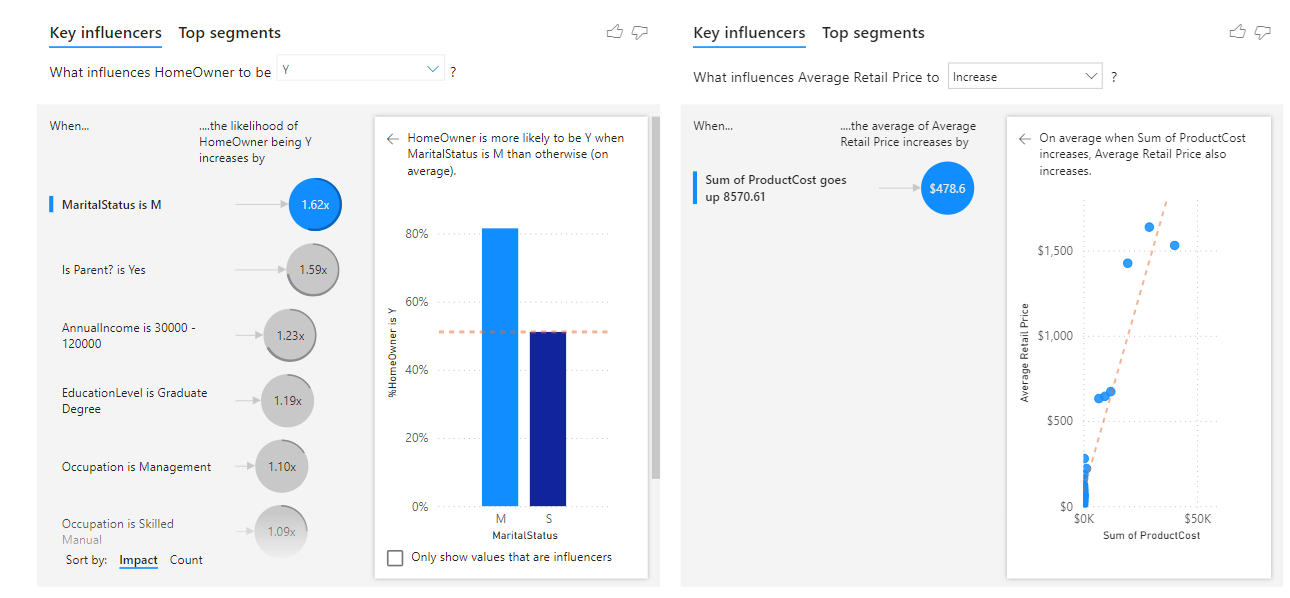 Key influencers Top segments
What influences HomeOwner to be Y ?
When...
....the likelihood of
HomeOwner being Y
increases by
MaritalStatus is M
1.62x
Is Parent? is Yes
1.59x
AnnualIncome is 30000 -
120000
1.23x
EducationLevel is Graduate
Degree
1.19x
Occupation is Management
1.10x
Occupation is Skilled
Manual
1.09x
Sort by: Impact Count
HomeOwner is more likely to be Y when
MaritalStatus is M than otherwise (on
average).
%HomeOwner is Y
80%
60%
40%
20%
0%
M S
MaritalStatus
Only show values that are influencers
Key influencers Top segments
What influences Average Retail Price to Increase ?
When...
....the average of Average
Retail Price increases by
Sum of ProductCost goes
up 8570.61
$478.6
On average when Sum of ProductCost
increases, Average Retail Price also
increases.
Average Retail Price
$1,500
$1,000
$500
$0
$0K $50K
Sum of ProductCost